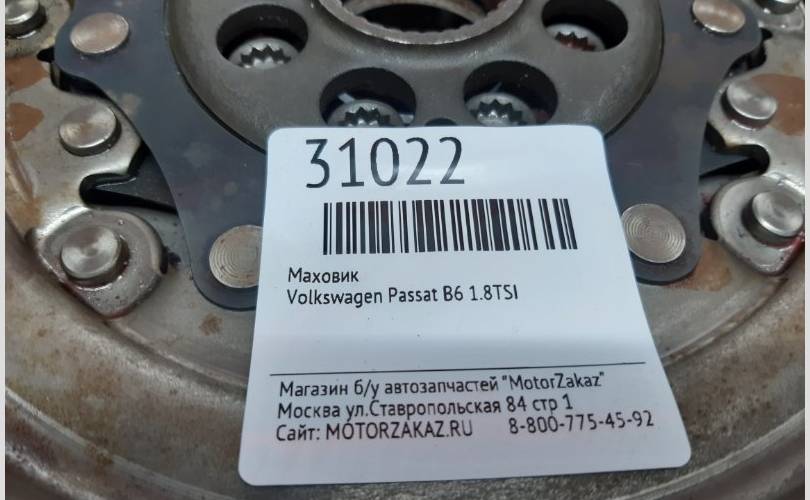 31022
Маховик
Volkswagen Passat B6 1.8TSI
Магазин б/у автозапчастей "MotorZakaz"
Москва ул.Ставропольская 84 стр 1
Сайт: MOTORZAKAZ.RU 8-800-775-45-92